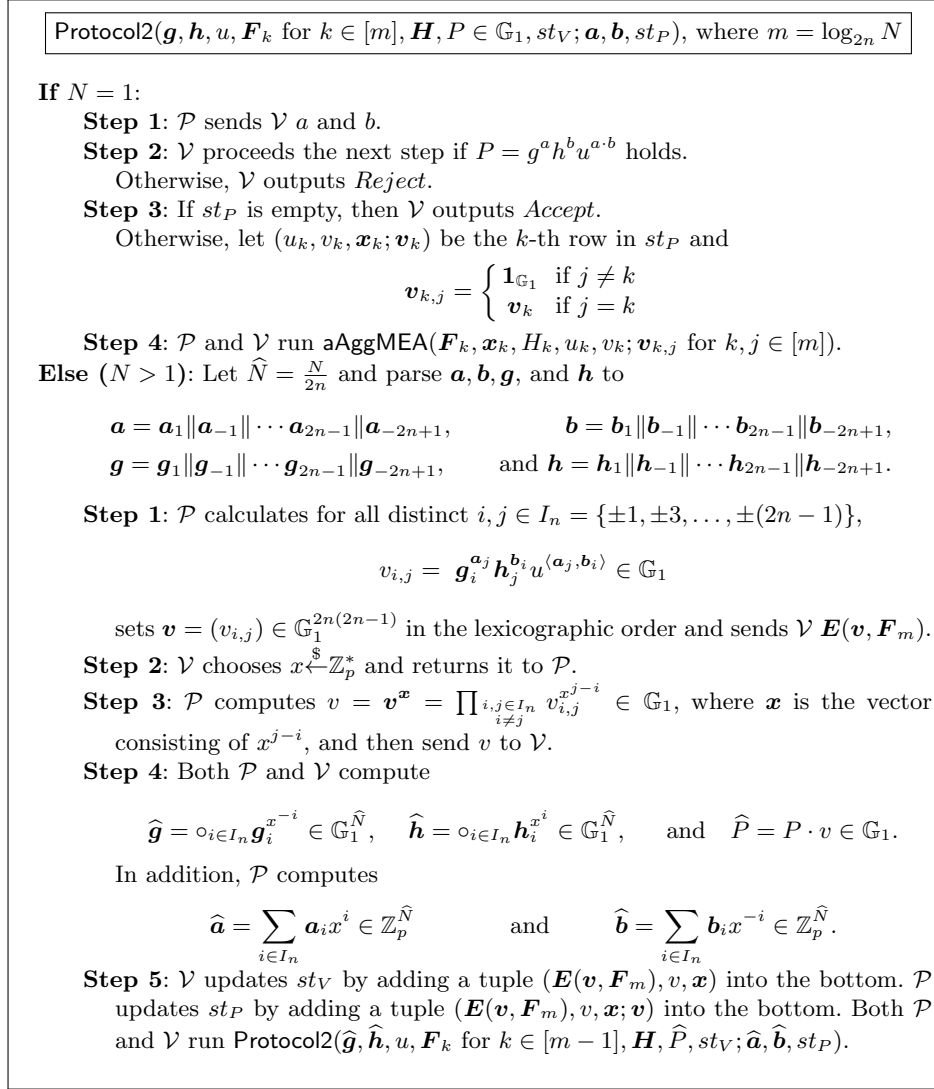 Protocol2(g, h, u, F_k for k ∈ [m], H, P ∈ 𝔾_1, st_V; a, b, st_P), where m = log_{2n} N
If N = 1:
Step 1: 𝒫 sends 𝒱 a and b.
Step 2: 𝒱 proceeds the next step if P = g^a h^b u^{a·b} holds.
Otherwise, 𝒱 outputs Reject.
Step 3: If st_P is empty, then 𝒱 outputs Accept.
Otherwise, let (u_k, v_k, x_k; v_k) be the k-th row in st_P and
v_{k,j} = { 1_{𝔾_1} if j ≠ k
v_k if j = k
Step 4: 𝒫 and 𝒱 run aAggMEA(F_k, x_k, H_k, u_k, v_k; v_{k,j} for k, j ∈ [m]).
Else (N > 1): Let N̂ = N/2n and parse a, b, g, and h to
a = a_1∥a_{−1}∥ ··· a_{2n−1}∥a_{−2n+1}, b = b_1∥b_{−1}∥ ··· b_{2n−1}∥b_{−2n+1},
g = g_1∥g_{−1}∥ ··· g_{2n−1}∥g_{−2n+1}, and h = h_1∥h_{−1}∥ ··· h_{2n−1}∥h_{−2n+1}.
Step 1: 𝒫 calculates for all distinct i, j ∈ I_n = {±1, ±3, . . . , ±(2n − 1)},
v_{i,j} = g_i^{a_j} h_j^{b_i} u^{⟨a_j,b_i⟩} ∈ 𝔾_1
sets v = (v_{i,j}) ∈ 𝔾_1^{2n(2n−1)} in the lexicographic order and sends 𝒱 E(v, F_m).
Step 2: 𝒱 chooses x ←$ ℤ_p^* and returns it to 𝒫.
Step 3: 𝒫 computes v = v^x = ∏_{i,j∈I_n, i≠j} v_{i,j}^{x^{j−i}} ∈ 𝔾_1, where x is the vector
consisting of x^{j−i}, and then send v to 𝒱.
Step 4: Both 𝒫 and 𝒱 compute
ĝ = ∘_{i∈I_n} g_i^{x^{−i}} ∈ 𝔾_1^{N̂}, ĥ = ∘_{i∈I_n} h_i^{x^i} ∈ 𝔾_1^{N̂}, and P̂ = P · v ∈ 𝔾_1.
In addition, 𝒫 computes
â = ∑_{i∈I_n} a_i x^i ∈ ℤ_p^{N̂} and b̂ = ∑_{i∈I_n} b_i x^{−i} ∈ ℤ_p^{N̂}.
Step 5: 𝒱 updates st_V by adding a tuple (E(v, F_m), v, x) into the bottom. 𝒫
updates st_P by adding a tuple (E(v, F_m), v, x; v) into the bottom. Both 𝒫
and 𝒱 run Protocol2(ĝ, ĥ, u, F_k for k ∈ [m − 1], H, P̂, st_V; â, b̂, st_P).